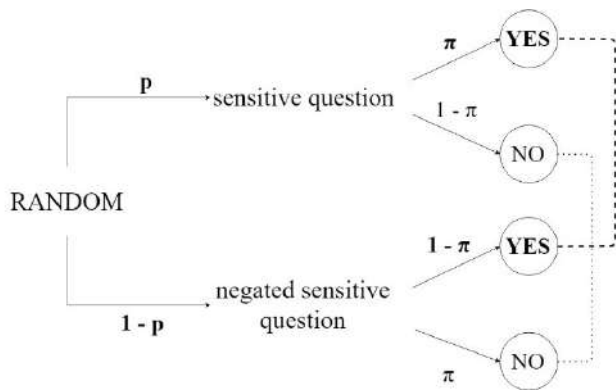 π
YES
p
sensitive question
1 - π
NO
RANDOM
1 - π
YES
negated sensitive
question
1 - p
π
NO